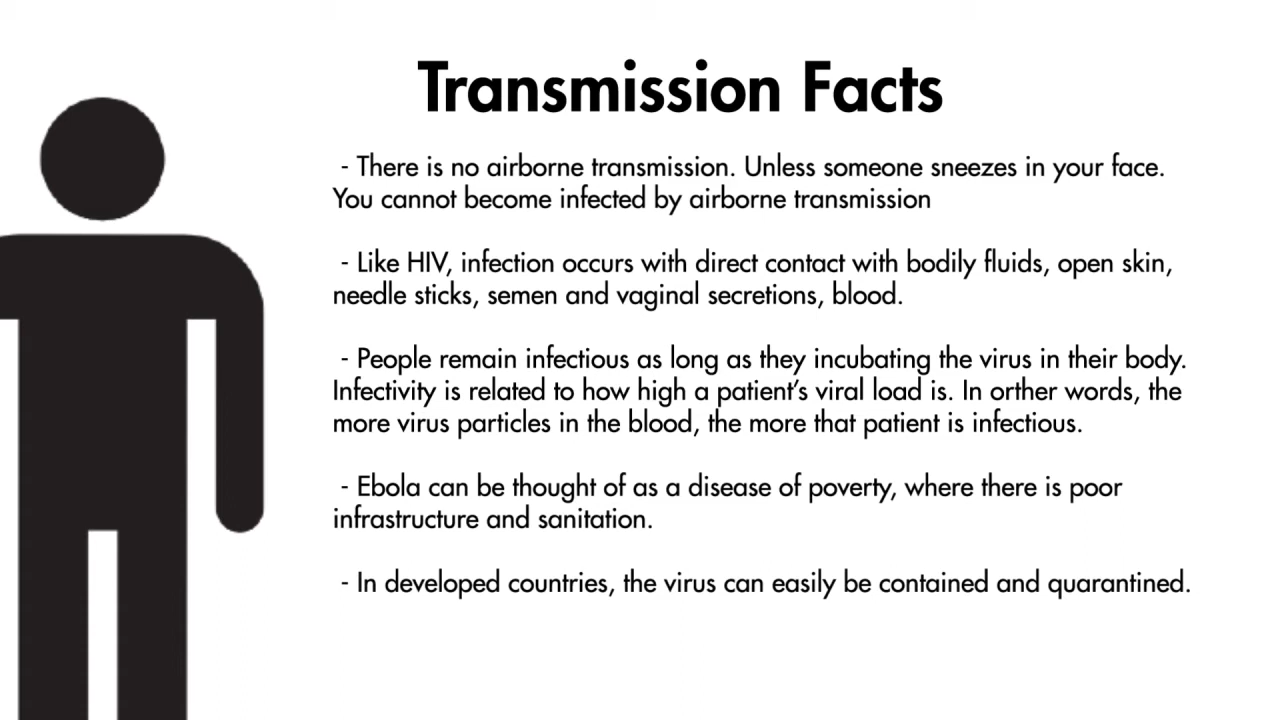 Transmission Facts
- There is no airborne transmission. Unless someone sneezes in your face.
You cannot become infected by airborne transmission
- Like HIV, infection occurs with direct contact with bodily fluids, open skin,
needle sticks, semen and vaginal secretions, blood.
- People remain infectious as long as they incubating the virus in their body.
Infectivity is related to how high a patient’s viral load is. In orther words, the
more virus particles in the blood, the more that patient is infectious.
- Ebola can be thought of as a disease of poverty, where there is poor
infrastructure and sanitation.
- In developed countries, the virus can easily be contained and quarantined.